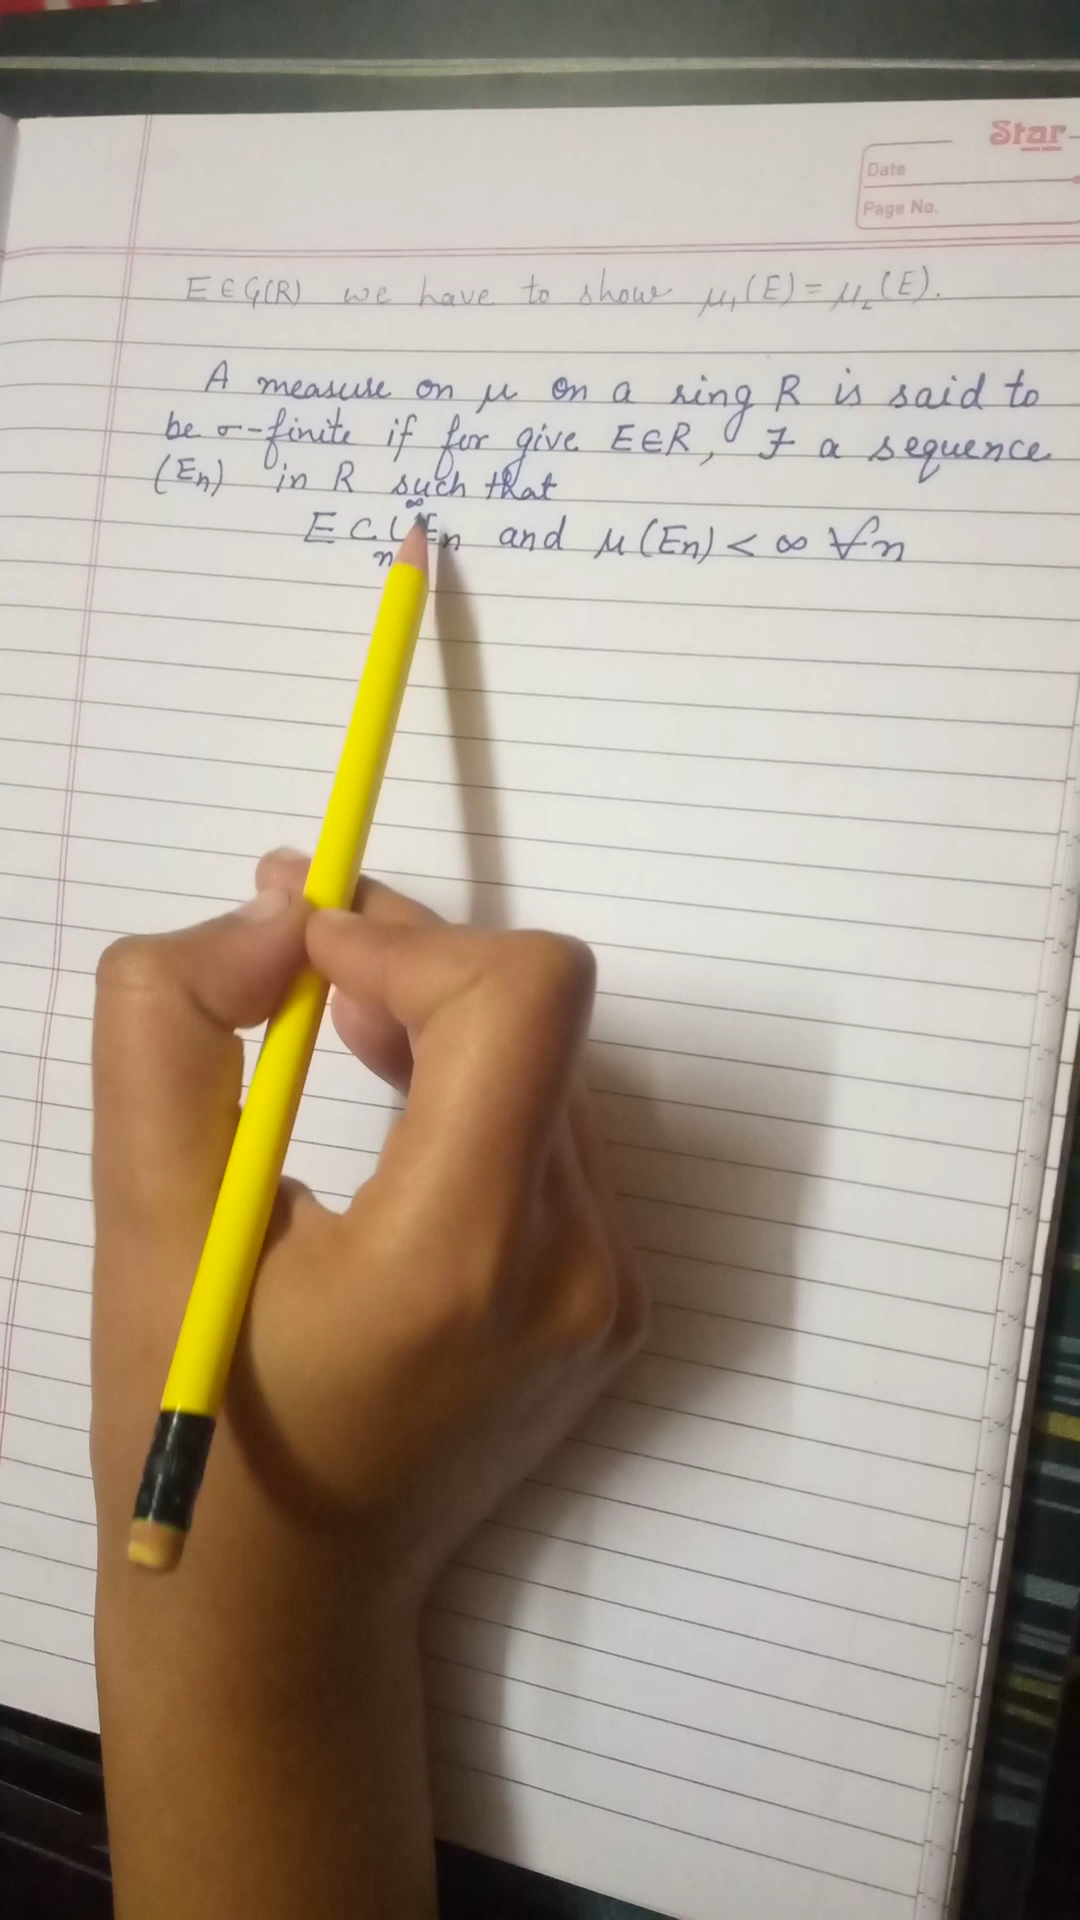 Star
Date
Page No.
E ∈ G(R) we have to show μ₁(E) = μ₂(E).
A measure on μ on a ring R is said to
be σ-finite if for give E∈R, ∃ a sequence
(En) in R such that
E ⊂ ∪ En and μ(En) < ∞ ∀n
∞
n